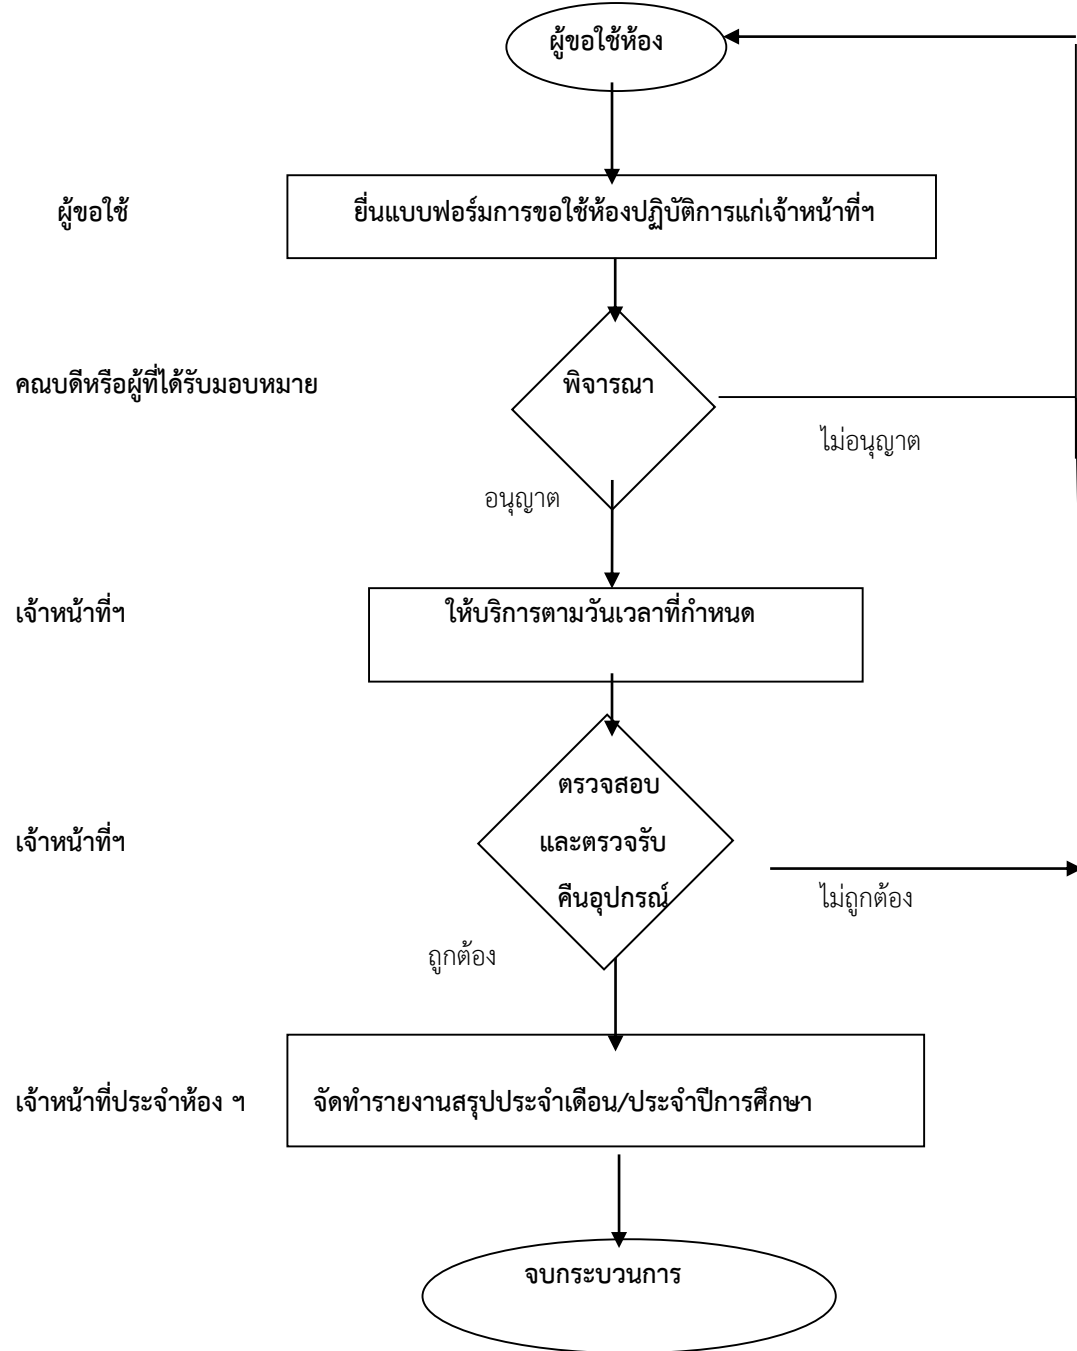 ผู้ขอใช้ห้อง
ผู้ขอใช้
ยื่นแบบฟอร์มการขอใช้ห้องปฏิบัติการแก่เจ้าหน้าที่ฯ
คณบดีหรือผู้ที่ได้รับมอบหมาย
พิจารณา
ไม่อนุญาต
อนุญาต
เจ้าหน้าที่ฯ
ให้บริการตามวันเวลาที่กำหนด
ตรวจสอบ
เจ้าหน้าที่ฯ
และตรวจรับ
คืนอุปกรณ์
ไม่ถูกต้อง
ถูกต้อง
เจ้าหน้าที่ประจำห้อง ฯ
จัดทำรายงานสรุปประจำเดือน/ประจำปีการศึกษา
จบกระบวนการ